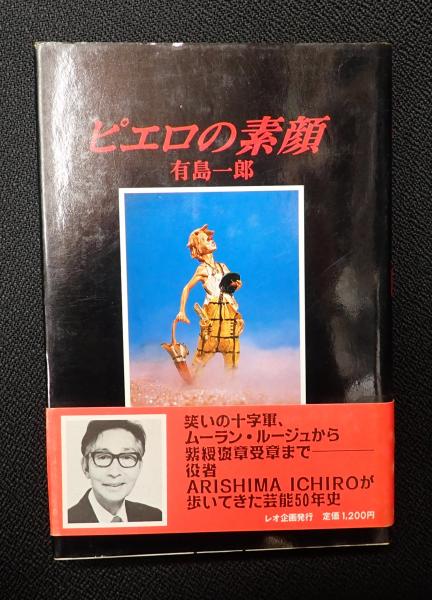 ピエロの素顔
有島一郎
笑いの十字軍、
ムーラン・ルージュから
紫綬褒章受章まで───
役者
ARISHIMA ICHIROが
歩いてきた芸能50年史
レオ企画発行 定価1,200円